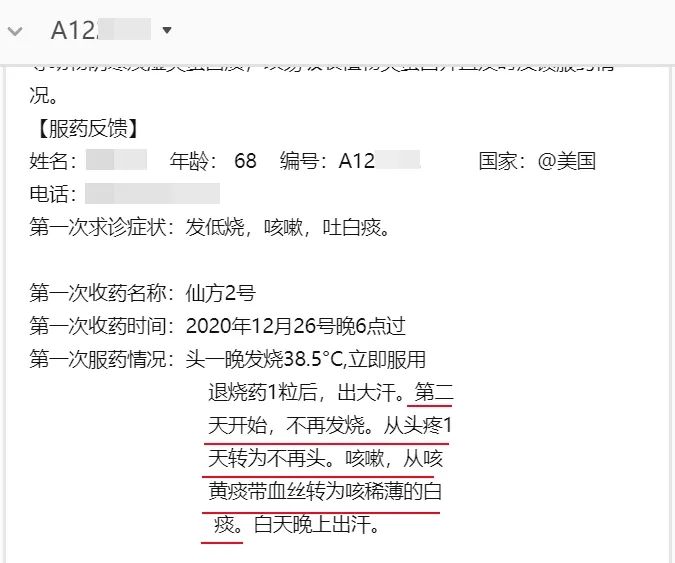 A12
况。
【服药反馈】
姓名： 年龄： 68 编号：A12 国家：@美国
电话：
第一次求诊症状：发低烧，咳嗽，吐白痰。
第一次收药名称：仙方2号
第一次收药时间：2020年12月26号晚6点过
第一次服药情况：头一晚发烧38.5°C,立即服用
退烧药1粒后，出大汗。第二
天开始，不再发烧。从头疼1
天转为不再头。咳嗽，从咳
黄痰带血丝转为咳稀薄的白
痰。白天晚上出汗。